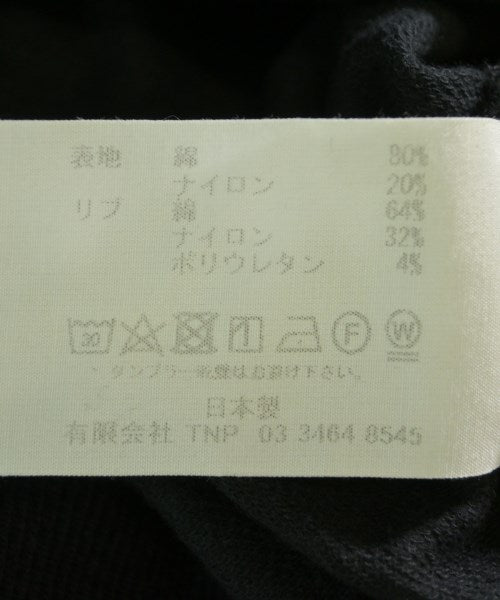 表地 綿 80%
ナイロン 20%
リブ 綿 64%
ナイロン 32%
ポリウレタン 4%
30 F W
タンブラー乾燥はお避け下さい。
日本製
有限会社 TNP 03 3464 8545